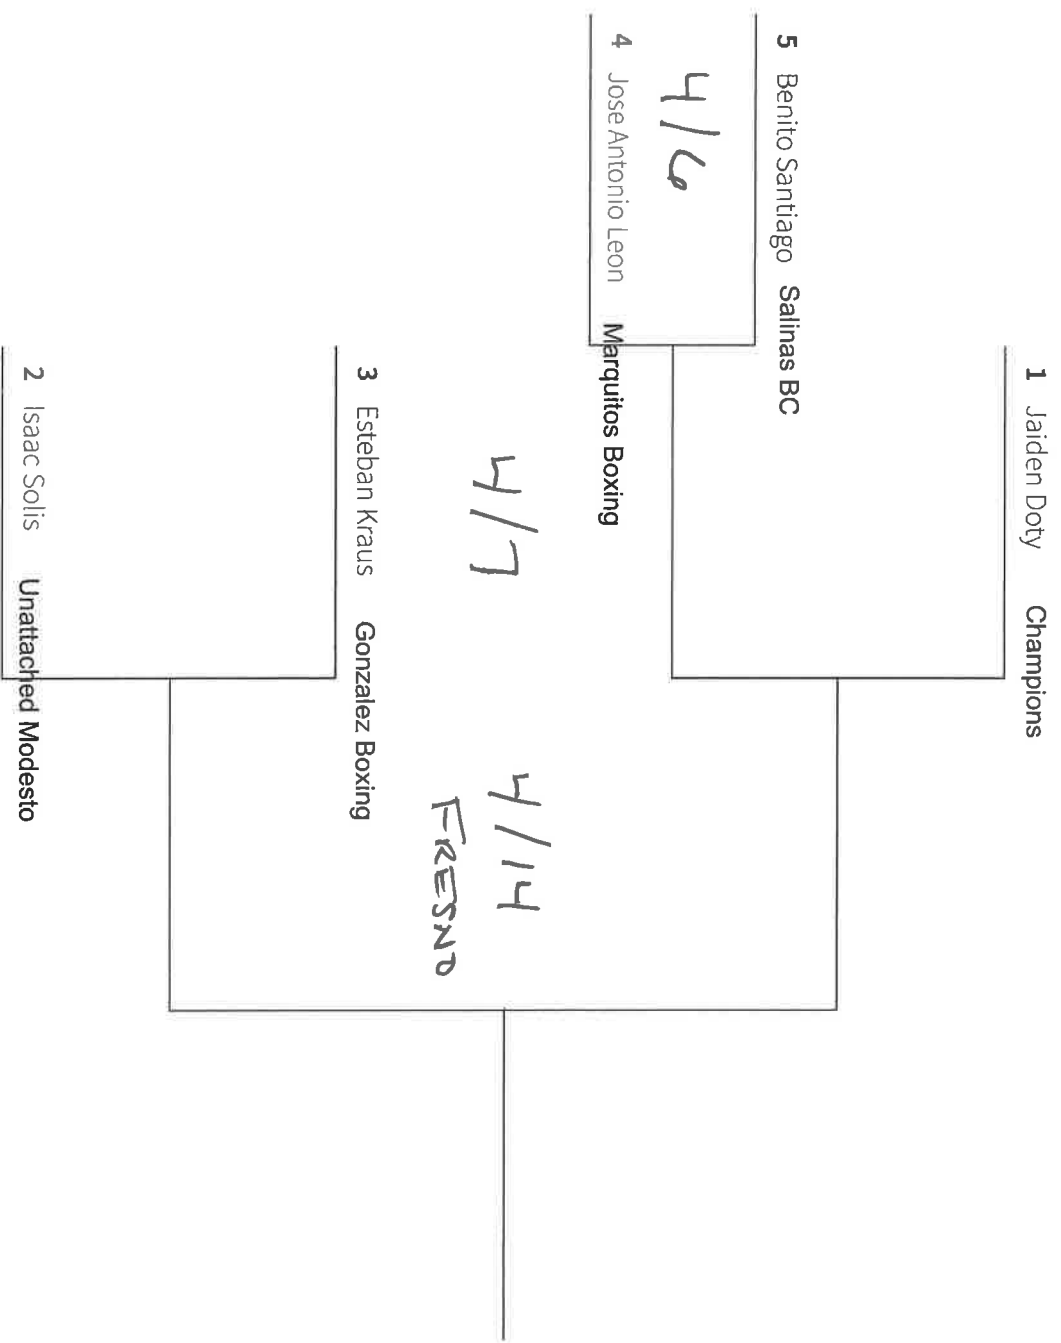 1 Jaiden Doty Champions
5 Benito Santiago Salinas BC
4/6
4 Jose Antonio Leon Marquitos Boxing
4/7
4/14
FRESNO
3 Esteban Kraus Gonzalez Boxing
2 Isaac Solis Unattached Modesto